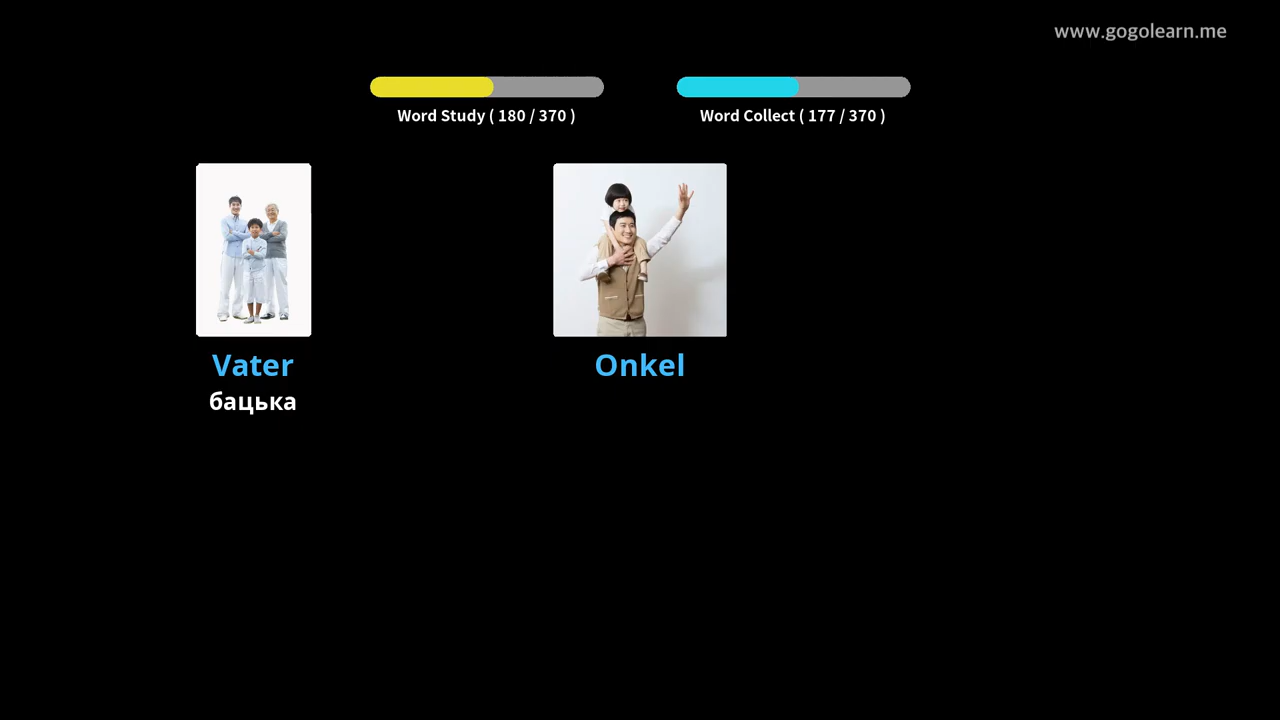 www.gogolearn.me
Word Study ( 180 / 370 )
Word Collect ( 177 / 370 )
Vater
бацька
Onkel